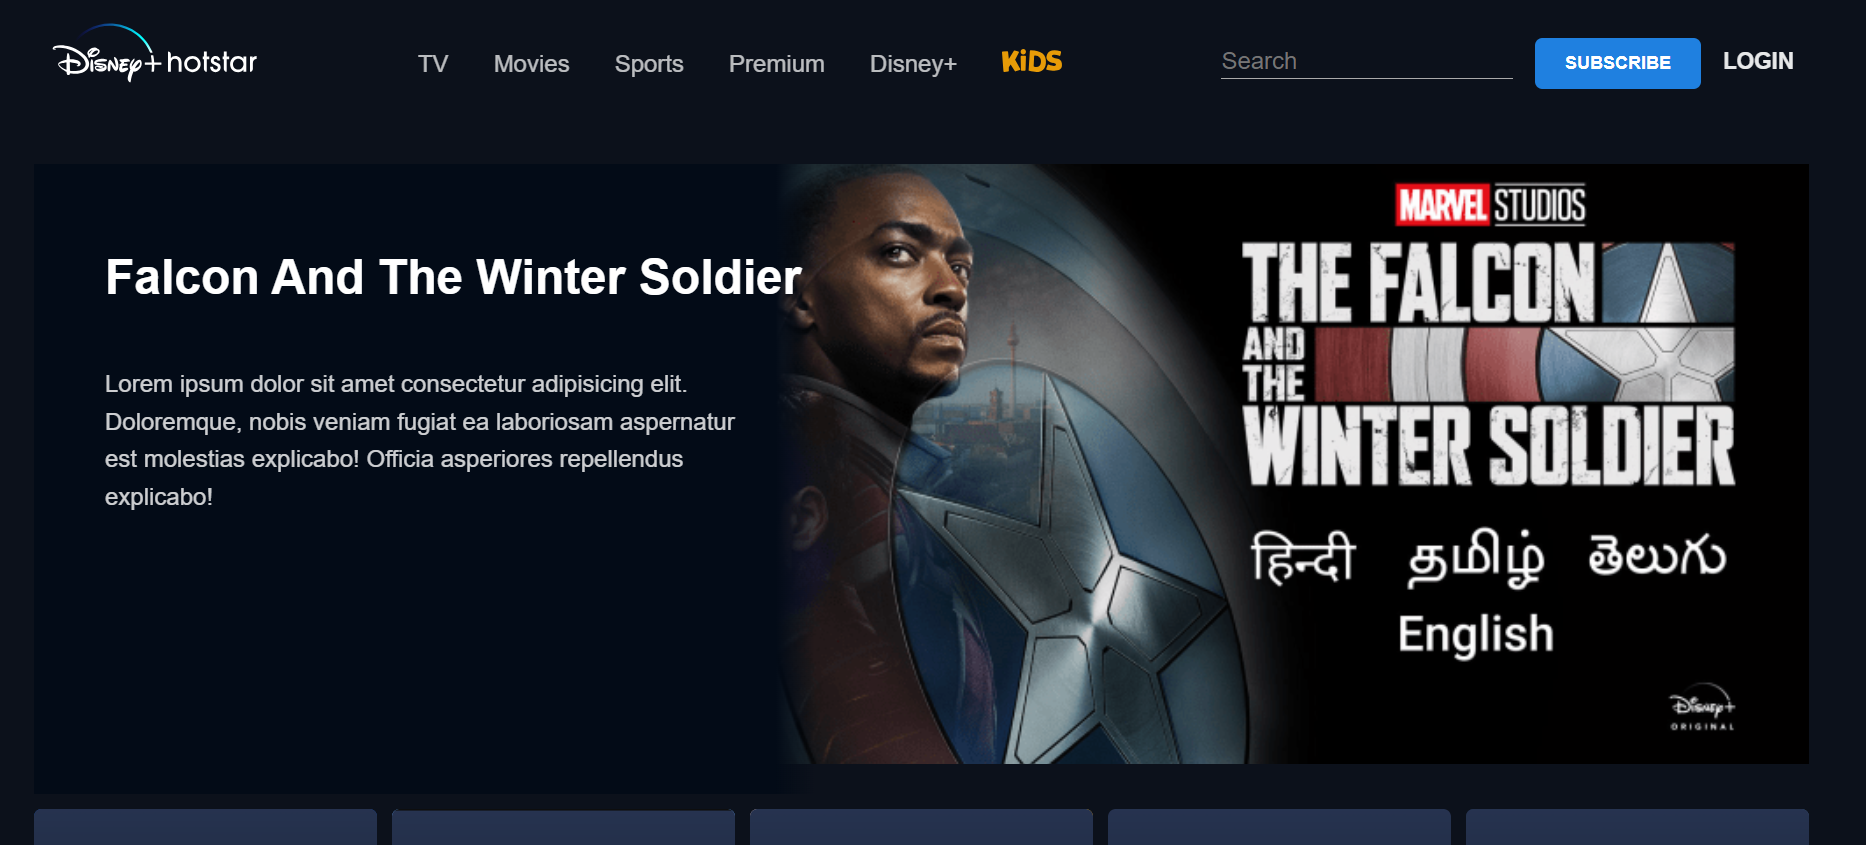 Disney+ hotstar
TV Movies Sports Premium Disney+ KiDS
Search
SUBSCRIBE
LOGIN
Falcon And The Winter Soldier
Lorem ipsum dolor sit amet consectetur adipisicing elit.
Doloremque, nobis veniam fugiat ea laboriosam aspernatur
est molestias explicabo! Officia asperiores repellendus
explicabo!
MARVEL STUDIOS
THE FALCON
AND
THE
WINTER SOLDIER
हिन्दी தமிழ் తెలుగు
English
Disney+
ORIGINAL